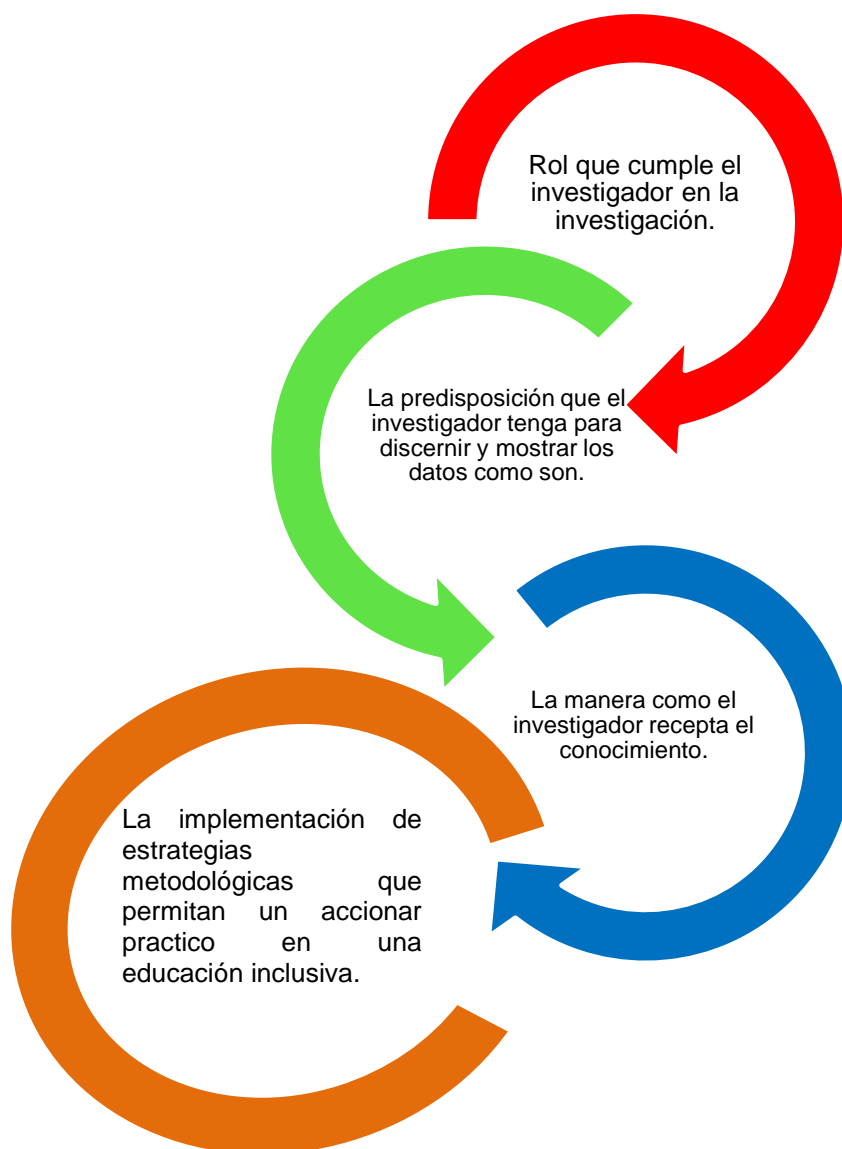 Rol que cumple el
investigador en la
investigación.
La predisposición que el
investigador tenga para
discernir y mostrar los
datos como son.
La manera como el
investigador recepta el
conocimiento.
La implementación de
estrategias
metodológicas que
permitan un accionar
practico en una
educación inclusiva.